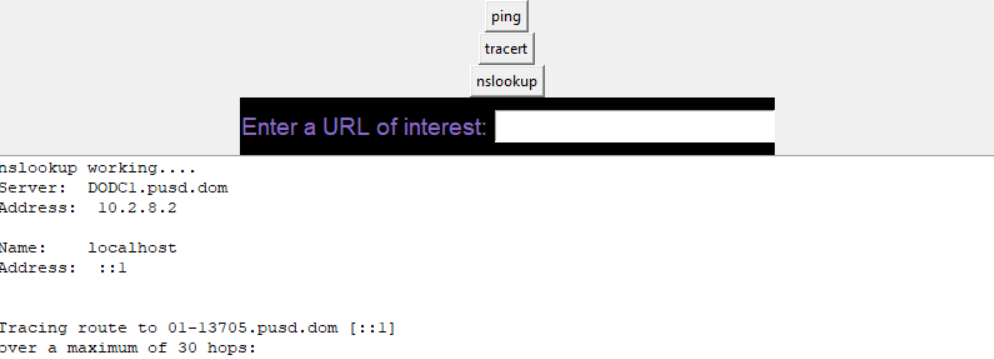 ping
tracert
nslookup
Enter a URL of interest:
nslookup working....
Server:  DODC1.pusd.dom
Address:  10.2.8.2
Name:    localhost
Address:  ::1
Tracing route to 01-13705.pusd.dom [::1]
over a maximum of 30 hops: